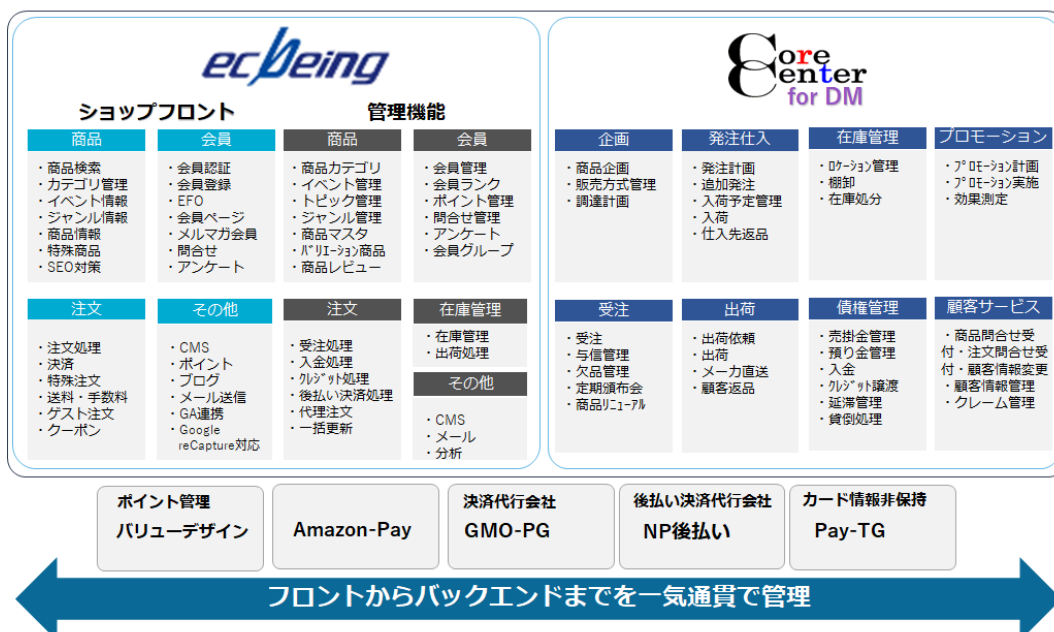 ecbeing
ショップフロント
管理機能
商品
・商品検索
・カテゴリ管理
・イベント情報
・ジャンル情報
・商品情報
・特殊商品
・SEO対策
会員
・会員認証
・会員登録
・EFO
・会員ページ
・メルマガ会員
・問合せ
・アンケート
商品
・商品カテゴリ
・イベント管理
・トピック管理
・ジャンル管理
・商品マスタ
・ﾊﾞﾘｴｰｼｮﾝ商品
・商品レビュー
会員
・会員管理
・会員ランク
・ポイント管理
・問合せ管理
・アンケート
・会員グループ
注文
・注文処理
・決済
・特殊注文
・送料・手数料
・ゲスト注文
・クーポン
その他
・CMS
・ポイント
・ブログ
・メール送信
・GA連携
・Google
reCapture対応
注文
・受注処理
・入金処理
・ｸﾚｼﾞｯﾄ処理
・後払い決済処理
・代理注文
・一括更新
在庫管理
・在庫管理
・出荷処理
その他
・CMS
・メール
・分析
Core
Center
for DM
企画
・商品企画
・販売方式管理
・調達計画
発注仕入
・発注計画
・追加発注
・入荷予定管理
・入荷
・仕入先返品
在庫管理
・ﾛｹｰｼｮﾝ管理
・棚卸
・在庫処分
プロモーション
・ﾌﾟﾛﾓｰｼｮﾝ計画
・ﾌﾟﾛﾓｰｼｮﾝ実施
・効果測定
受注
・受注
・与信管理
・欠品管理
・定期頒布会
・商品ﾘﾆｭｰｱﾙ
出荷
・出荷依頼
・出荷
・メーカ直送
・顧客返品
債権管理
・売掛金管理
・預り金管理
・入金
・ｸﾚｼﾞｯﾄ譲渡
・延滞管理
・貸倒処理
顧客サービス
・商品問合せ受
付・注文問合せ受
付・顧客情報変更
・顧客情報管理
・クレーム管理
ポイント管理
バリューデザイン
Amazon-Pay
決済代行会社
GMO-PG
後払い決済代行会社
NP後払い
カード情報非保持
Pay-TG
フロントからバックエンドまでを一気通貫で管理